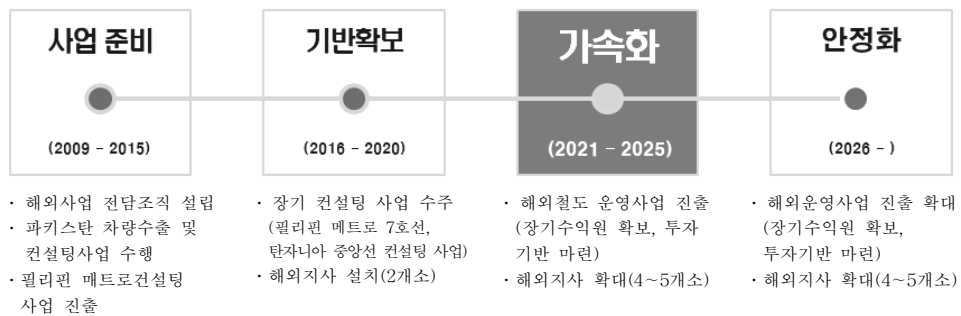 사업 준비
(2009 - 2015)
· 해외사업 전담조직 설립
· 파키스탄 차량수출 및
컨설팅사업 수행
· 필리핀 매트로건설팅
사업 진출
기반확보
(2016 - 2020)
· 장기 컨설팅 사업 수주
(필리핀 메트로 7호선,
탄자니아 중앙선 컨설팅 사업)
· 해외지사 설치(2개소)
가속화
(2021 - 2025)
· 해외철도 운영사업 진출
(장기수익원 확보, 투자
기반 마련)
· 해외지사 확대(4~5개소)
안정화
(2026 - )
· 해외운영사업 진출 확대
(장기수익원 확보,
투자기반 마련)
· 해외지사 확대(4~5개소)